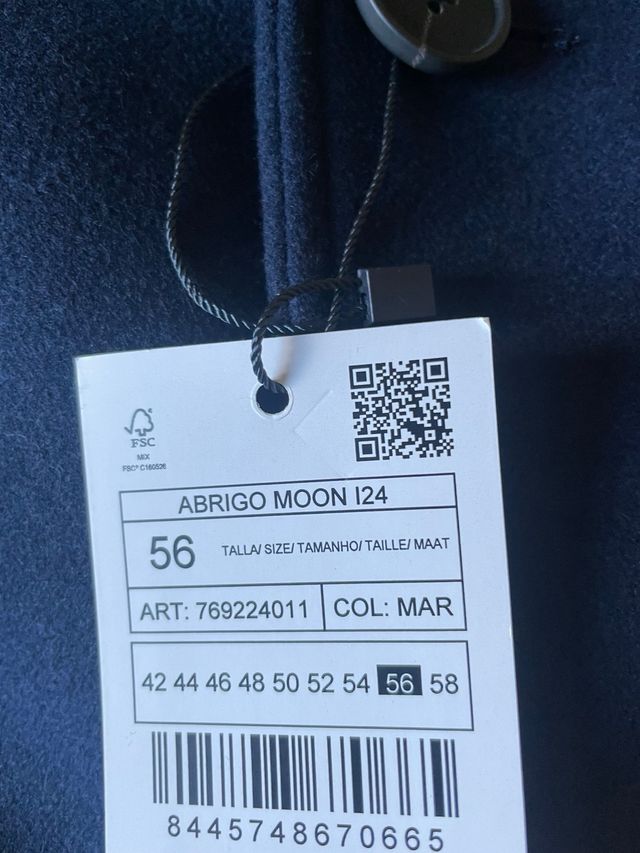 FSC
MIX
FSC® C160526
ABRIGO MOON I24
56 TALLA/ SIZE/ TAMANHO/ TAILLE/ MAAT
ART: 769224011 COL: MAR
42 44 46 48 50 52 54 56 58
8445748670665